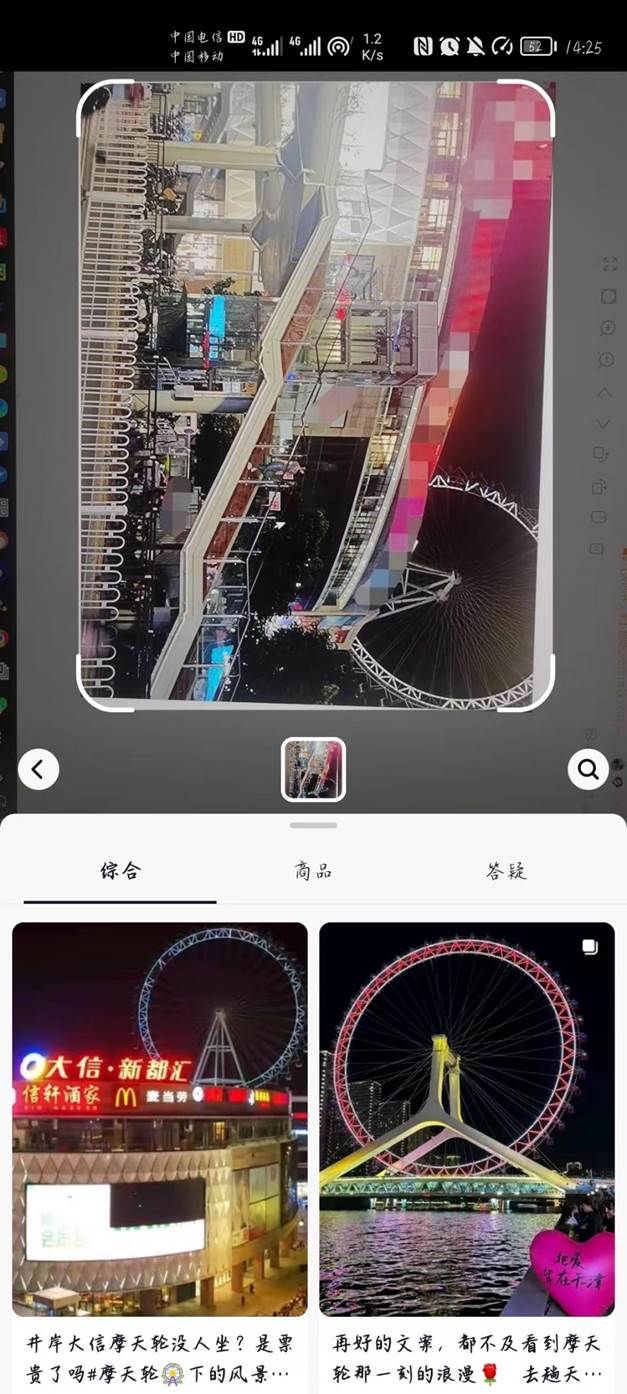 中国电信 HD
中国移动
4G
4G
1.2
K/s
52
14:25
综合
商品
答疑
大信·新都汇
信轩酒家
麦当劳
把爱
留在天津
井岸大信摩天轮没人坐？是票
贵了吗#摩天轮🎡下的风景…
再好的文案，都不及看到摩天
轮那一刻的浪漫🌹 去趟天…